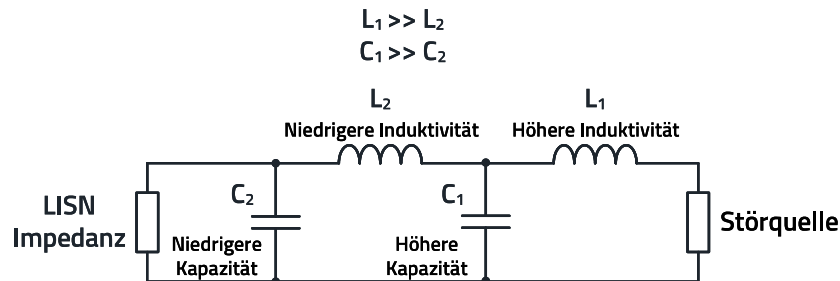 L₁ >> L₂
C₁ >> C₂
L₂
Niedrigere Induktivität
L₁
Höhere Induktivität
LISN
Impedanz
C₂
Niedrigere
Kapazität
C₁
Höhere
Kapazität
Störquelle